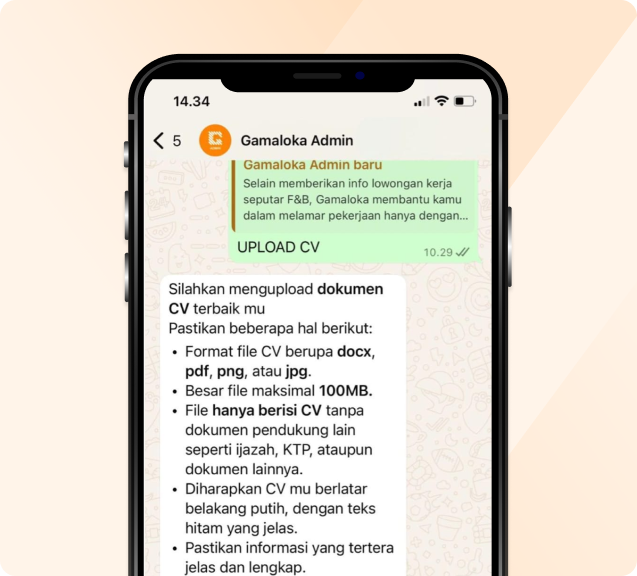 14.34
5
Gamaloka Admin
Gamaloka Admin baru
Selain memberikan info lowongan kerja
seputar F&B, Gamaloka membantu kamu
dalam melamar pekerjaan hanya dengan...
UPLOAD CV
10.29
Silahkan mengupload dokumen
CV terbaik mu
Pastikan beberapa hal berikut:
• Format file CV berupa docx,
pdf, png, atau jpg.
• Besar file maksimal 100MB.
• File hanya berisi CV tanpa
dokumen pendukung lain
seperti ijazah, KTP, ataupun
dokumen lainnya.
• Diharapkan CV mu berlatar
belakang putih, dengan teks
hitam yang jelas.
• Pastikan informasi yang tertera
jelas dan lengkap.